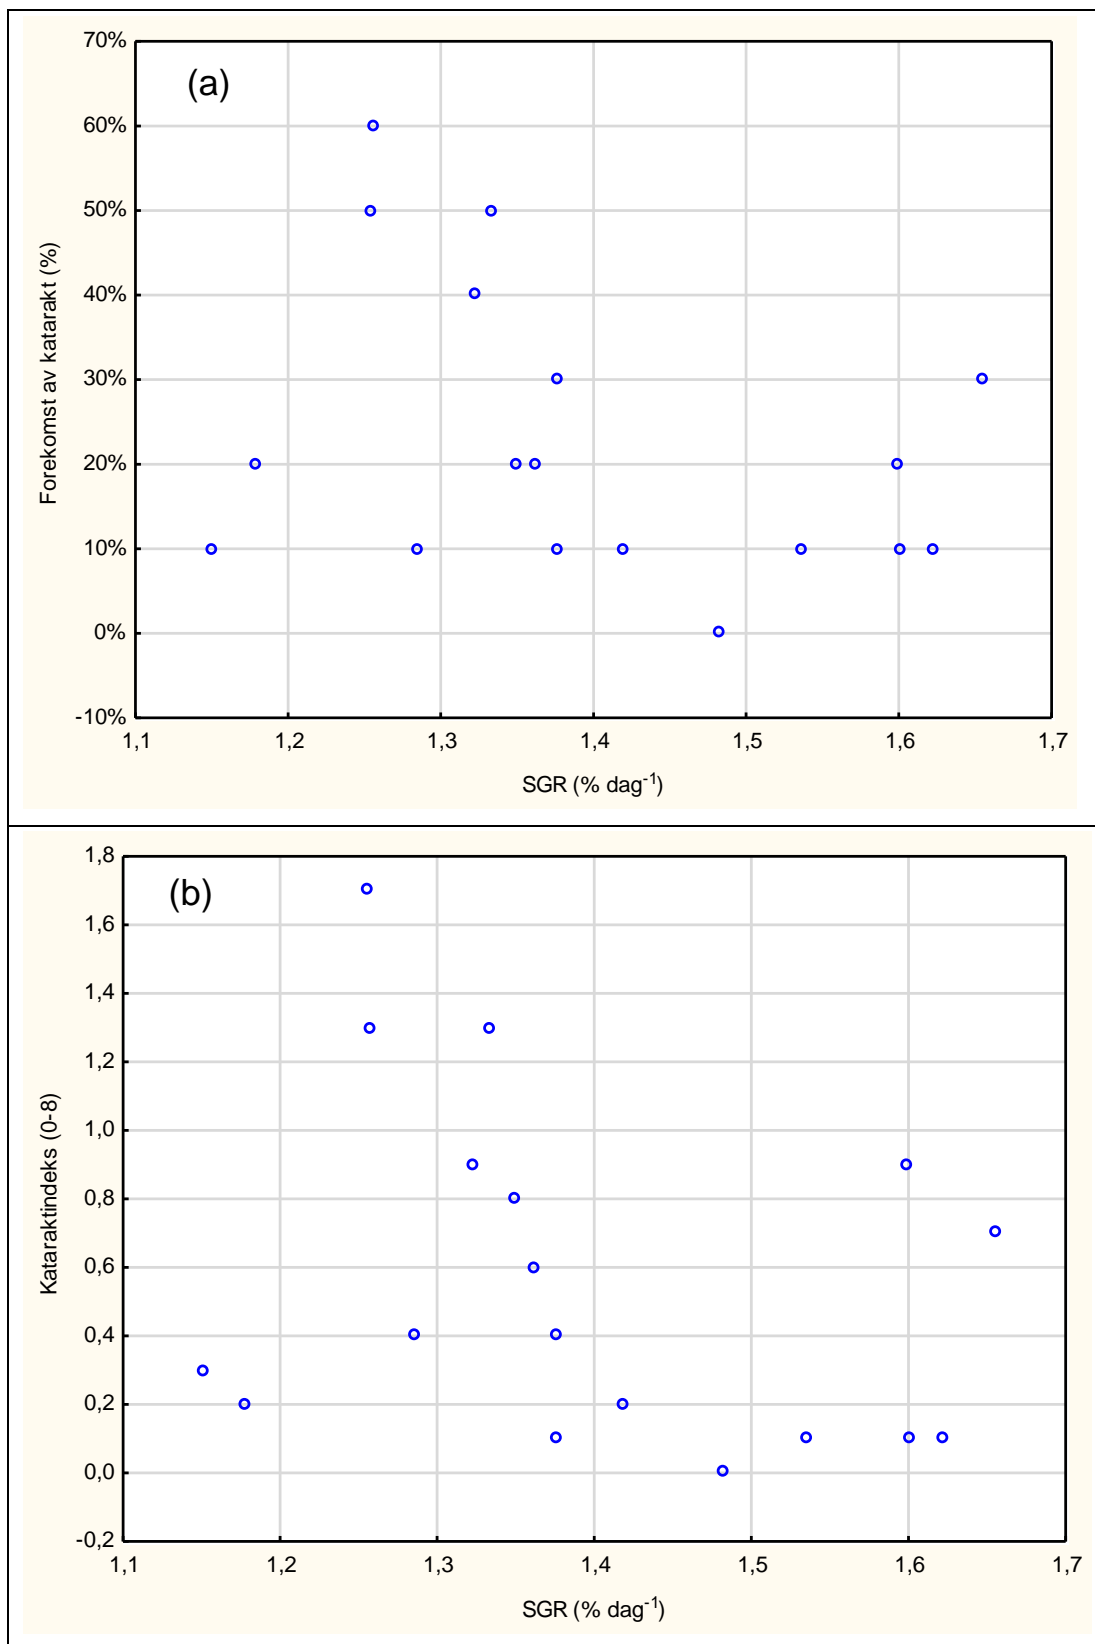 (a)
70%
60%
50%
40%
30%
20%
10%
0%
-10%
Forekomst av katarakt (%)
1,1 1,2 1,3 1,4 1,5 1,6 1,7
SGR (% dag⁻¹)
(b)
1,8
1,6
1,4
1,2
1,0
0,8
0,6
0,4
0,2
0,0
-0,2
Kataraktindeks (0-8)
1,1 1,2 1,3 1,4 1,5 1,6 1,7
SGR (% dag⁻¹)